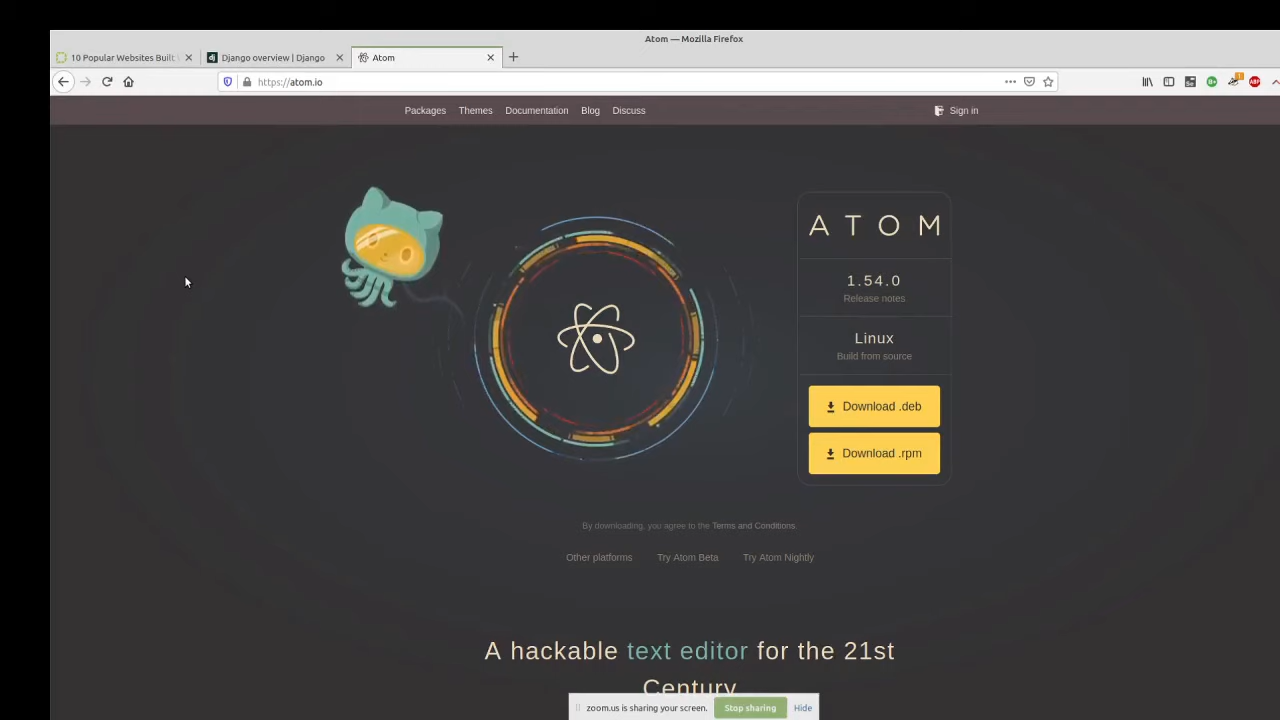 Atom — Mozilla Firefox
10 Popular Websites Built
Django overview | Django
Atom
https://atom.io
Packages Themes Documentation Blog Discuss Sign in
ATOM
1.54.0
Release notes
Linux
Build from source
Download .deb
Download .rpm
By downloading, you agree to the Terms and Conditions.
Other platforms Try Atom Beta Try Atom Nightly
A hackable text editor for the 21st
Century
zoom.us is sharing your screen. Stop sharing Hide